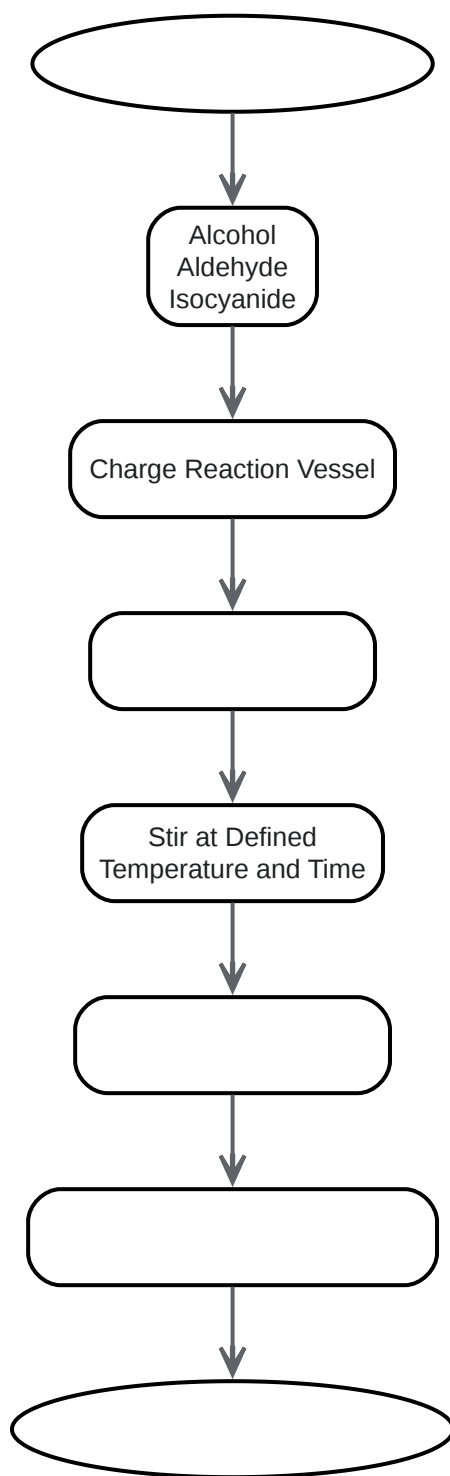 Alcohol
Aldehyde
Isocyanide
Charge Reaction Vessel
Stir at Defined
Temperature and Time